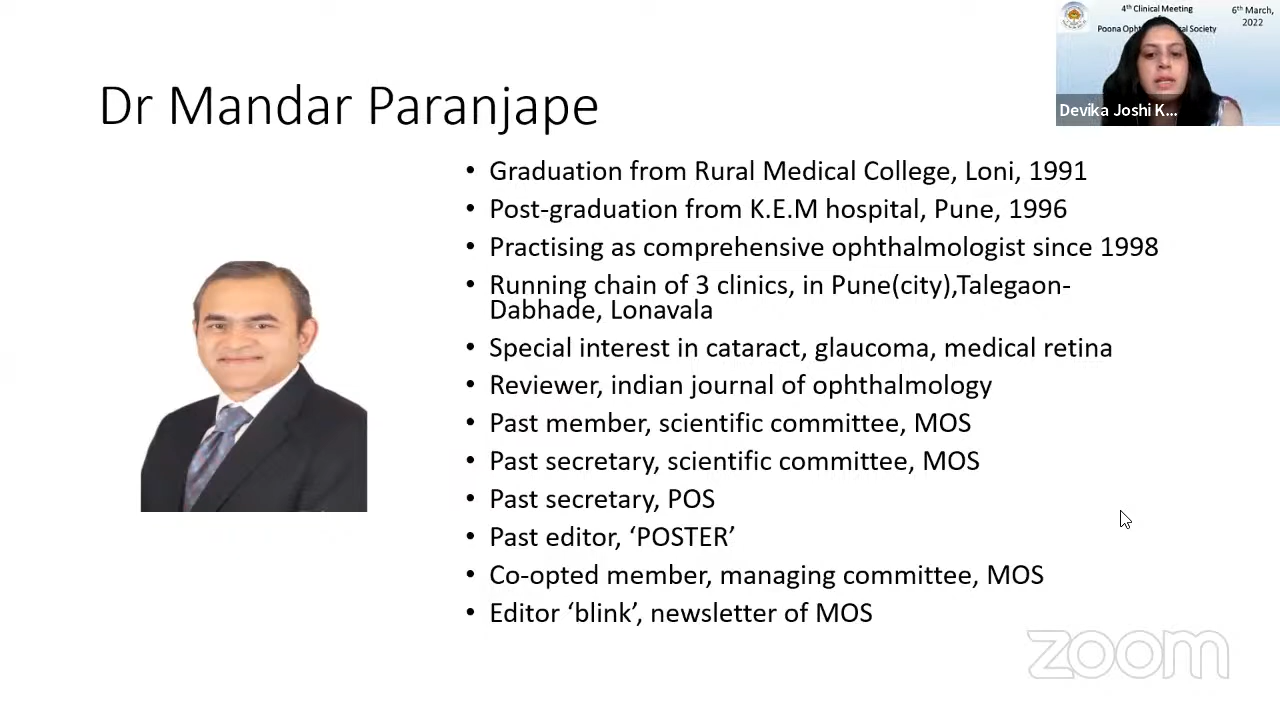 4th Clinical Meeting
6th March,
2022
Poona Society
Devika Joshi K...
Dr Mandar Paranjape
• Graduation from Rural Medical College, Loni, 1991
• Post-graduation from K.E.M hospital, Pune, 1996
• Practising as comprehensive ophthalmologist since 1998
• Running chain of 3 clinics, in Pune(city),Talegaon-
Dabhade, Lonavala
• Special interest in cataract, glaucoma, medical retina
• Reviewer, indian journal of ophthalmology
• Past member, scientific committee, MOS
• Past secretary, scientific committee, MOS
• Past secretary, POS
• Past editor, ‘POSTER’
• Co-opted member, managing committee, MOS
• Editor ‘blink’, newsletter of MOS
zoom